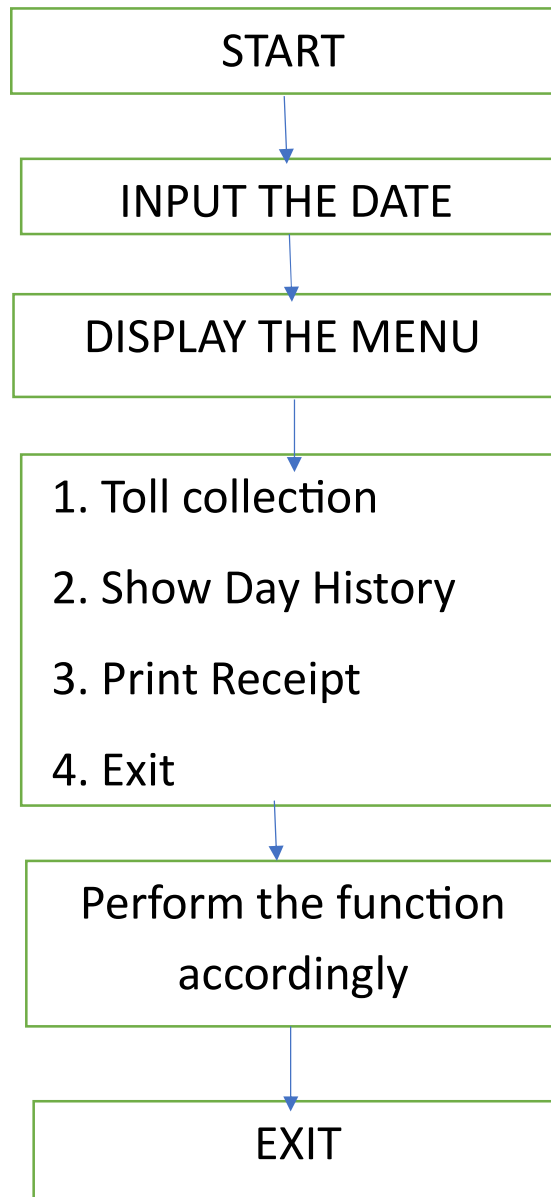 START
INPUT THE DATE
DISPLAY THE MENU
1. Toll collection
2. Show Day History
3. Print Receipt
4. Exit
Perform the function
accordingly
EXIT